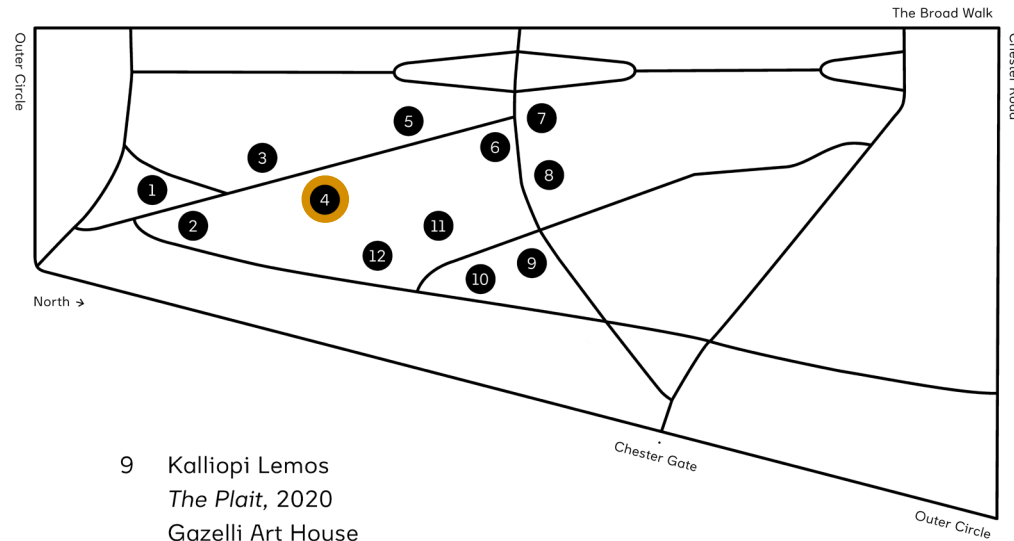 The Broad Walk
Outer Circle
Chester Road
5
7
6
3
8
1
4
2
11
12
9
10
North →
Chester Gate
Outer Circle
9 Kalliopi Lemos
The Plait, 2020
Gazelli Art House